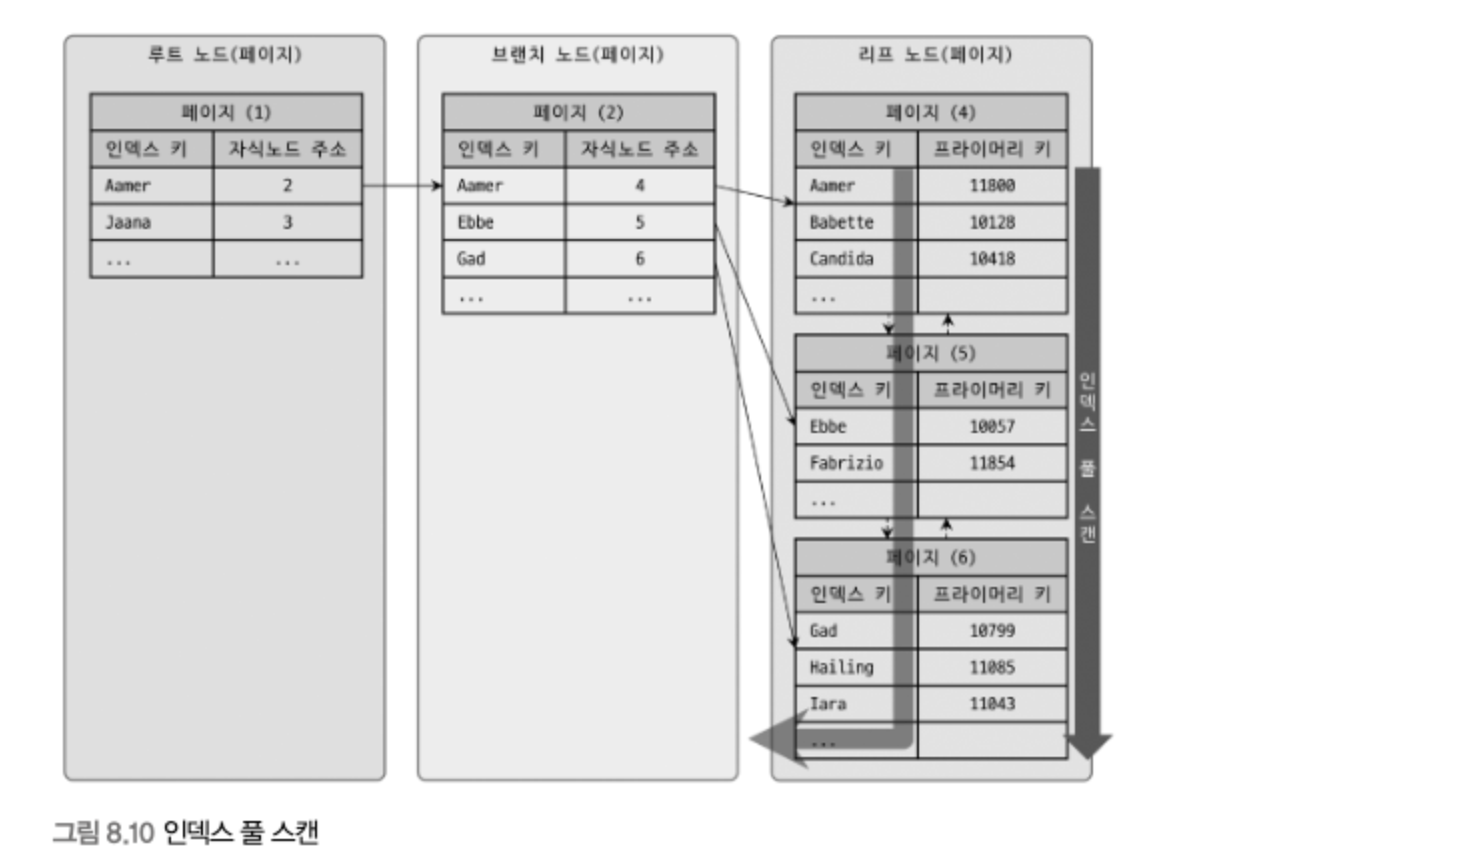 루트 노드(페이지)
페이지 (1)
인덱스 키 자식노드 주소
Aamer 2
Jaana 3
... ...
브랜치 노드(페이지)
페이지 (2)
인덱스 키 자식노드 주소
Aamer 4
Ebbe 5
Gad 6
... ...
리프 노드(페이지)
페이지 (4)
인덱스 키 프라이머리 키
Aamer 11800
Babette 10128
Candida 10418
...
페이지 (5)
인덱스 키 프라이머리 키
Ebbe 10057
Fabrizio 11854
...
페이지 (6)
인덱스 키 프라이머리 키
Gad 10799
Hailing 11085
Iara 11043
...
인덱스 풀 스캔
그림 8.10 인덱스 풀 스캔